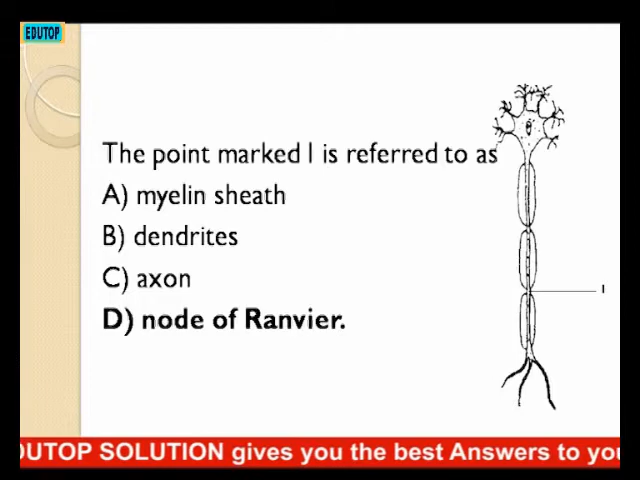 EDUTOP
The point marked I is referred to as
A) myelin sheath
B) dendrites
C) axon
D) node of Ranvier.
I
OUTOP SOLUTION gives you the best Answers to you